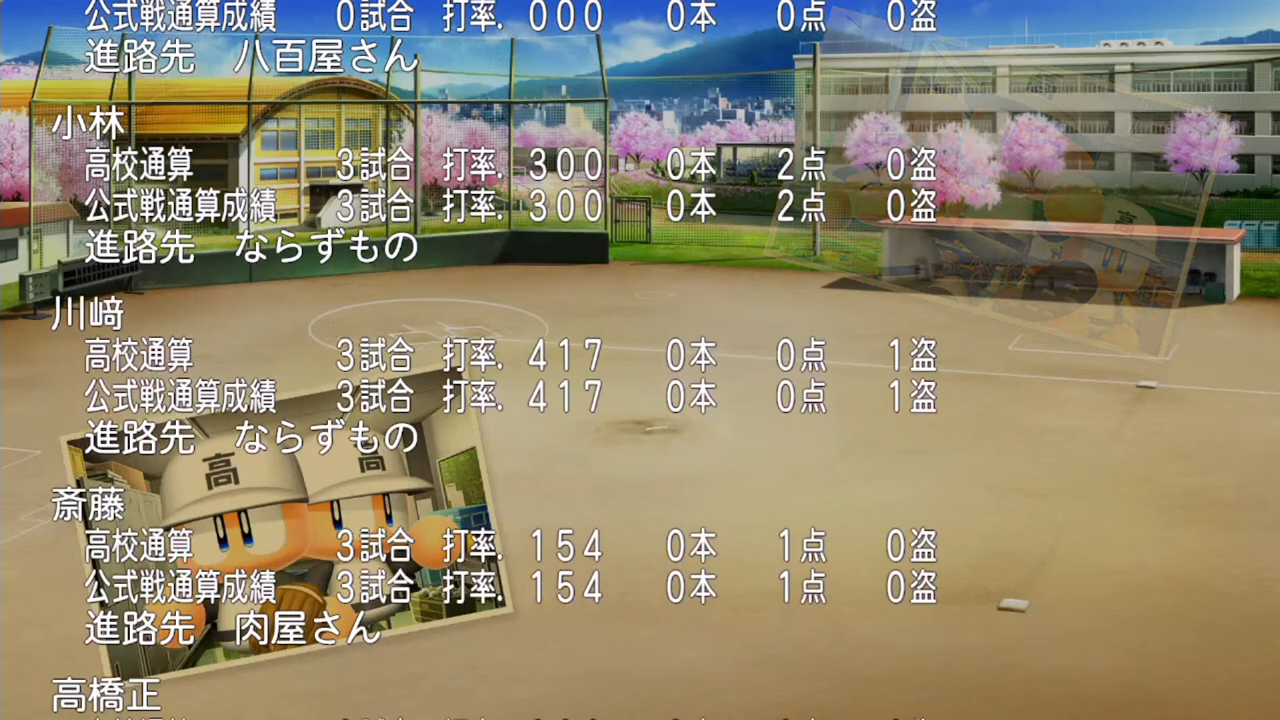 公式戦通算成績 0試合 打率.000 0本 0点 0盗
進路先 八百屋さん
小林
高校通算 3試合 打率.300 0本 2点 0盗
公式戦通算成績 3試合 打率.300 0本 2点 0盗
進路先 ならずもの
川﨑
高校通算 3試合 打率.417 0本 0点 1盗
公式戦通算成績 3試合 打率.417 0本 0点 1盗
進路先 ならずもの
高 高
斎藤
高校通算 3試合 打率.154 0本 1点 0盗
公式戦通算成績 3試合 打率.154 0本 1点 0盗
進路先 肉屋さん
高橋正